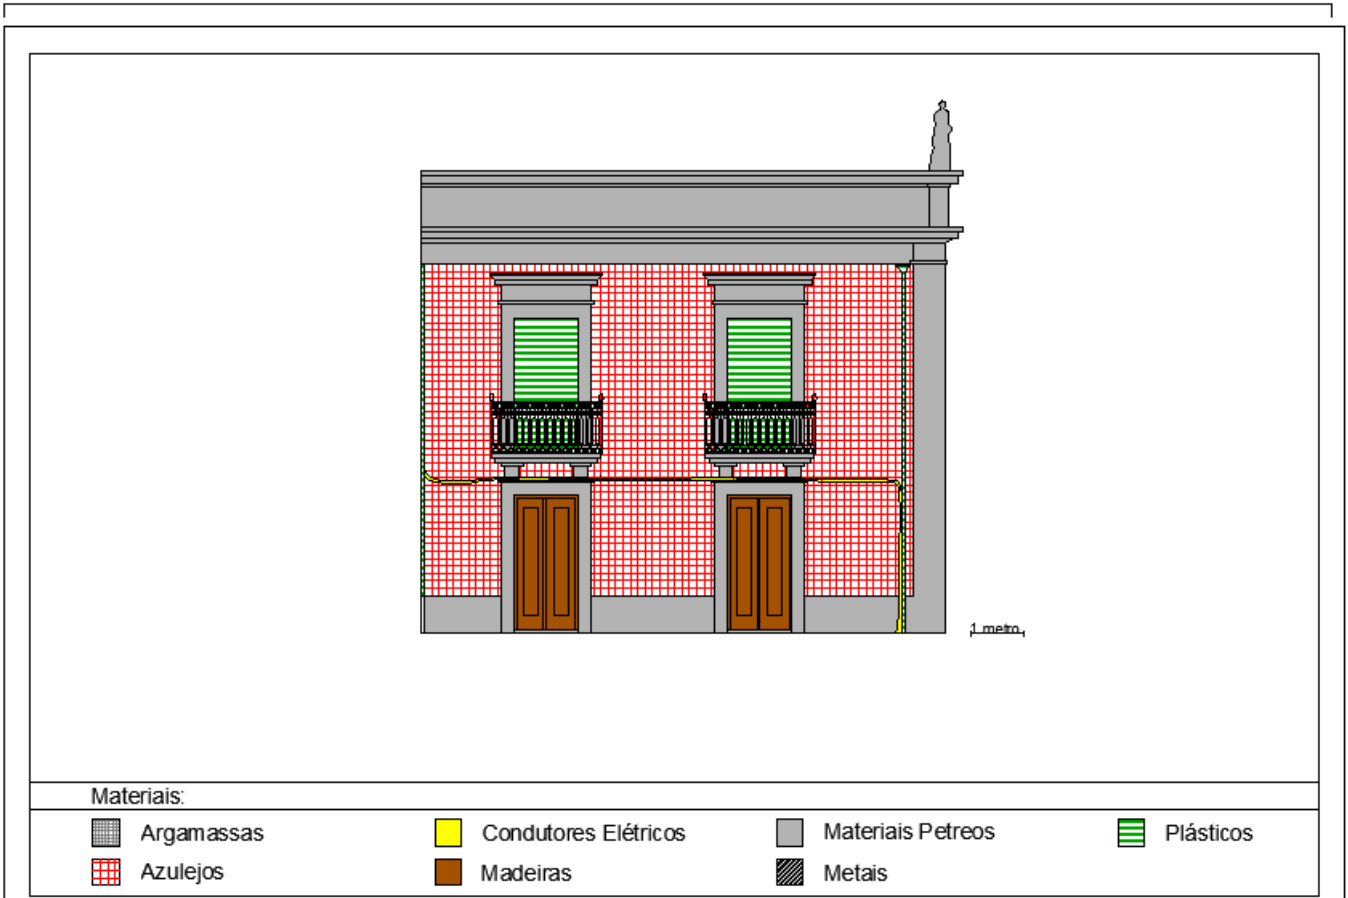 1 metro
Materiais:
Argamassas
Condutores Elétricos
Materiais Petreos
Plásticos
Azulejos
Madeiras
Metais